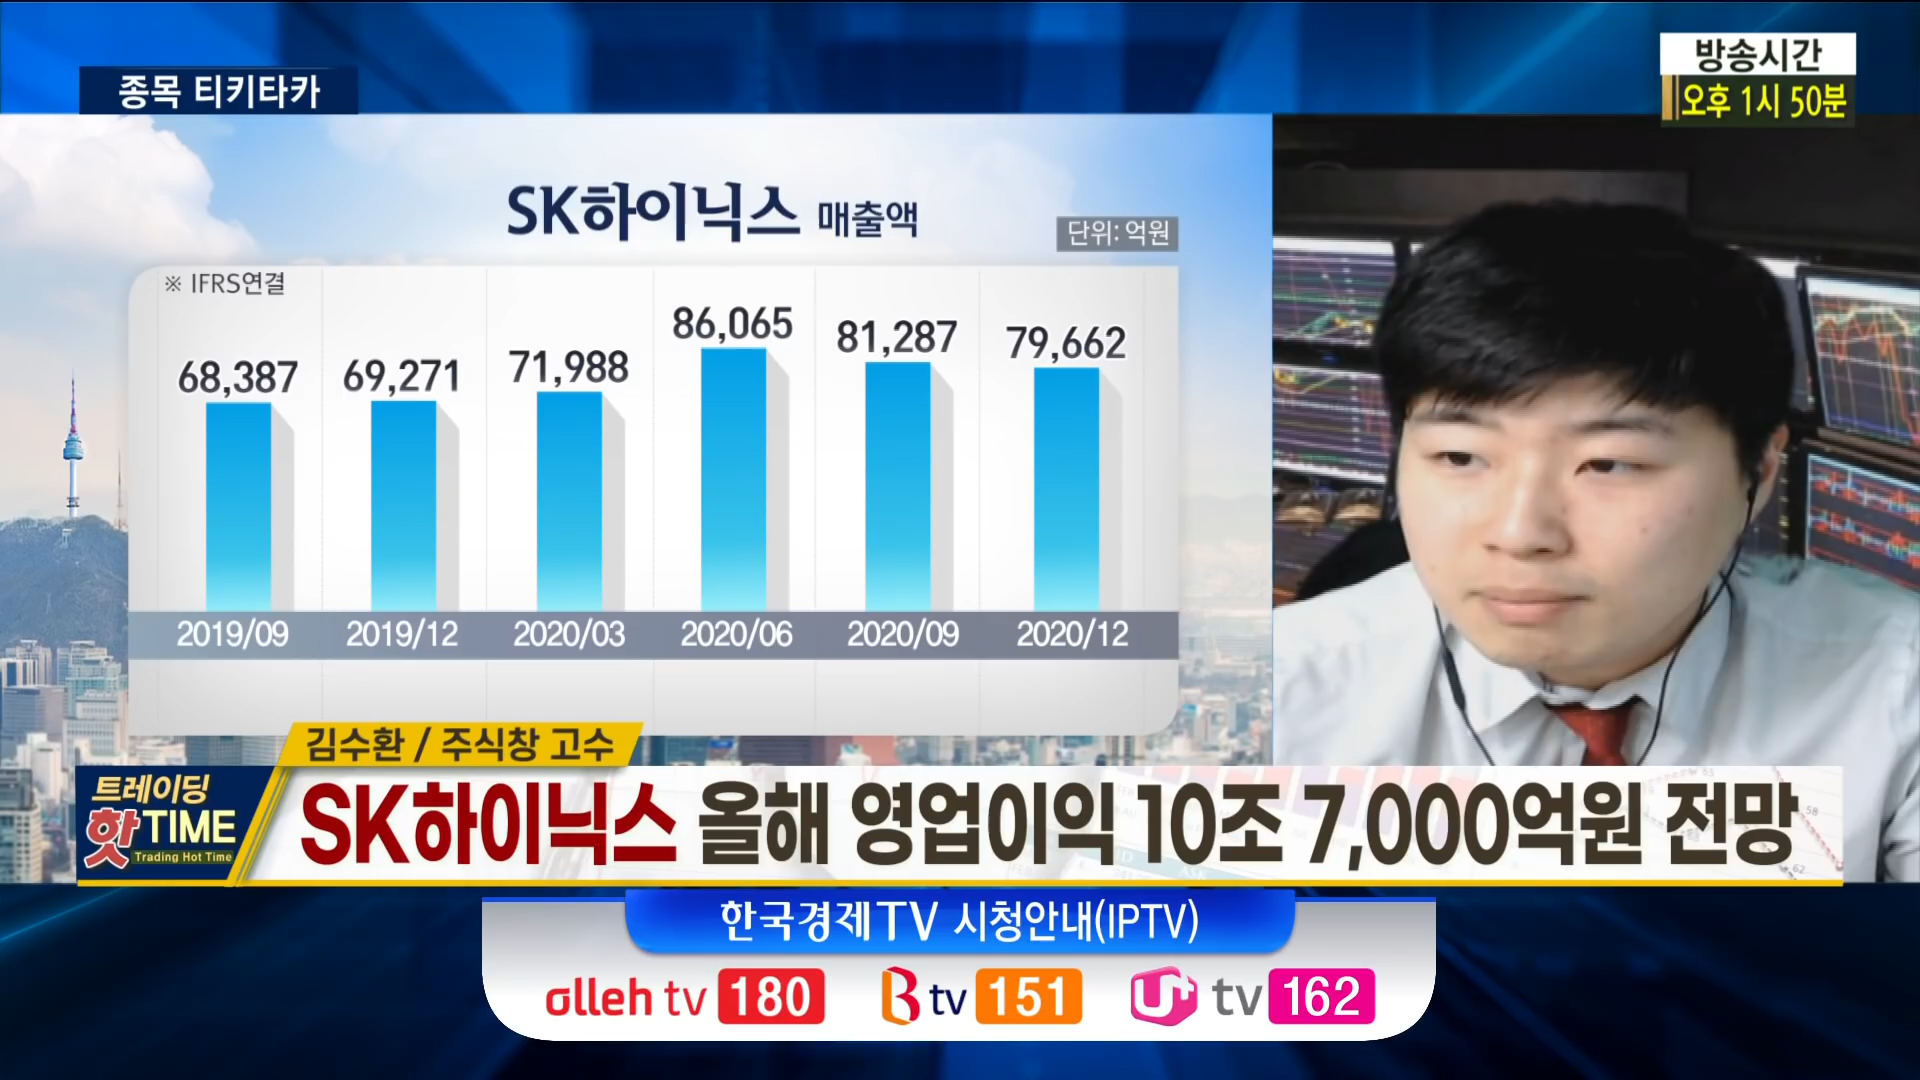 종목 티키타카
방송시간
오후 1시 50분
SK하이닉스 매출액
단위: 억원
※ IFRS연결
68,387 69,271 71,988 86,065 81,287 79,662
2019/09 2019/12 2020/03 2020/06 2020/09 2020/12
김수환 / 주식창 고수
트레이딩
핫TIME
Trading Hot Time
SK하이닉스 올해 영업이익 10조 7,000억원 전망
한국경제TV 시청안내(IPTV)
olleh tv 180 B tv 151 U+ tv 162